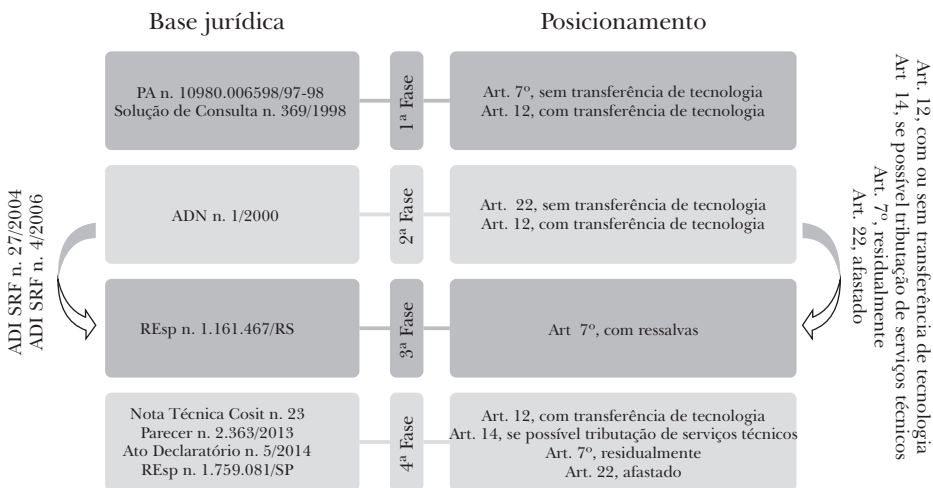 Base jurídica
Posicionamento
PA n. 10980.006598/97-98
Solução de Consulta n. 369/1998
1ª Fase
Art. 7º, sem transferência de tecnologia
Art. 12, com transferência de tecnologia
ADN n. 1/2000
2ª Fase
Art. 22, sem transferência de tecnologia
Art. 12, com transferência de tecnologia
ADI SRF n. 27/2004
ADI SRF n. 4/2006
Art. 12, com ou sem transferência de tecnologia
Art 14, se possível tributação de serviços técnicos
Art. 7º, residualmente
Art. 22, afastado
REsp n. 1.161.467/RS
3ª Fase
Art 7º, com ressalvas
Nota Técnica Cosit n. 23
Parecer n. 2.363/2013
Ato Declaratório n. 5/2014
REsp n. 1.759.081/SP
4ª Fase
Art. 12, com transferência de tecnologia
Art. 14, se possível tributação de serviços técnicos
Art. 7º, residualmente
Art. 22, afastado